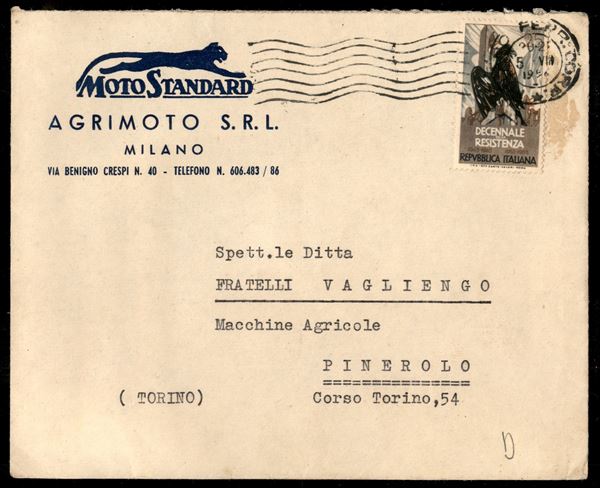 MOTO STANDARD
AGRIMOTO S.R.L.
MILANO
VIA BENIGNO CRESPI N. 40 - TELEFONO N. 606.483 / 86
DECENNALE
RESISTENZA
REPVBBLICA ITALIANA
Spett.le Ditta
FRATELLI VAGLIENGO
Macchine Agricole
PINEROLO
(TORINO) Corso Torino,54
D